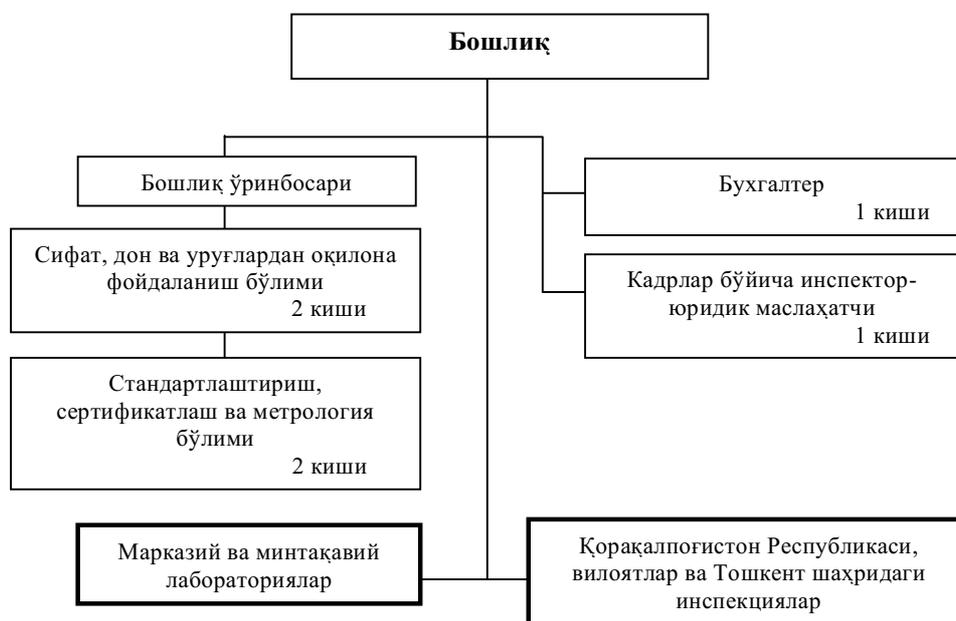 Бошлиқ
Бошлиқ ўринбосари
Сифат, дон ва уруғлардан оқилона
фойдаланиш бўлими
2 киши
Стандартлаштириш,
сертификатлаш ва метрология
бўлими
2 киши
Бухгалтер
1 киши
Кадрлар бўйича инспектор-
юридик маслаҳатчи
1 киши
Марказий ва минтақавий
лабораториялар
Қорақалпоғистон Республикаси,
вилоятлар ва Тошкент шаҳридаги
инспекциялар